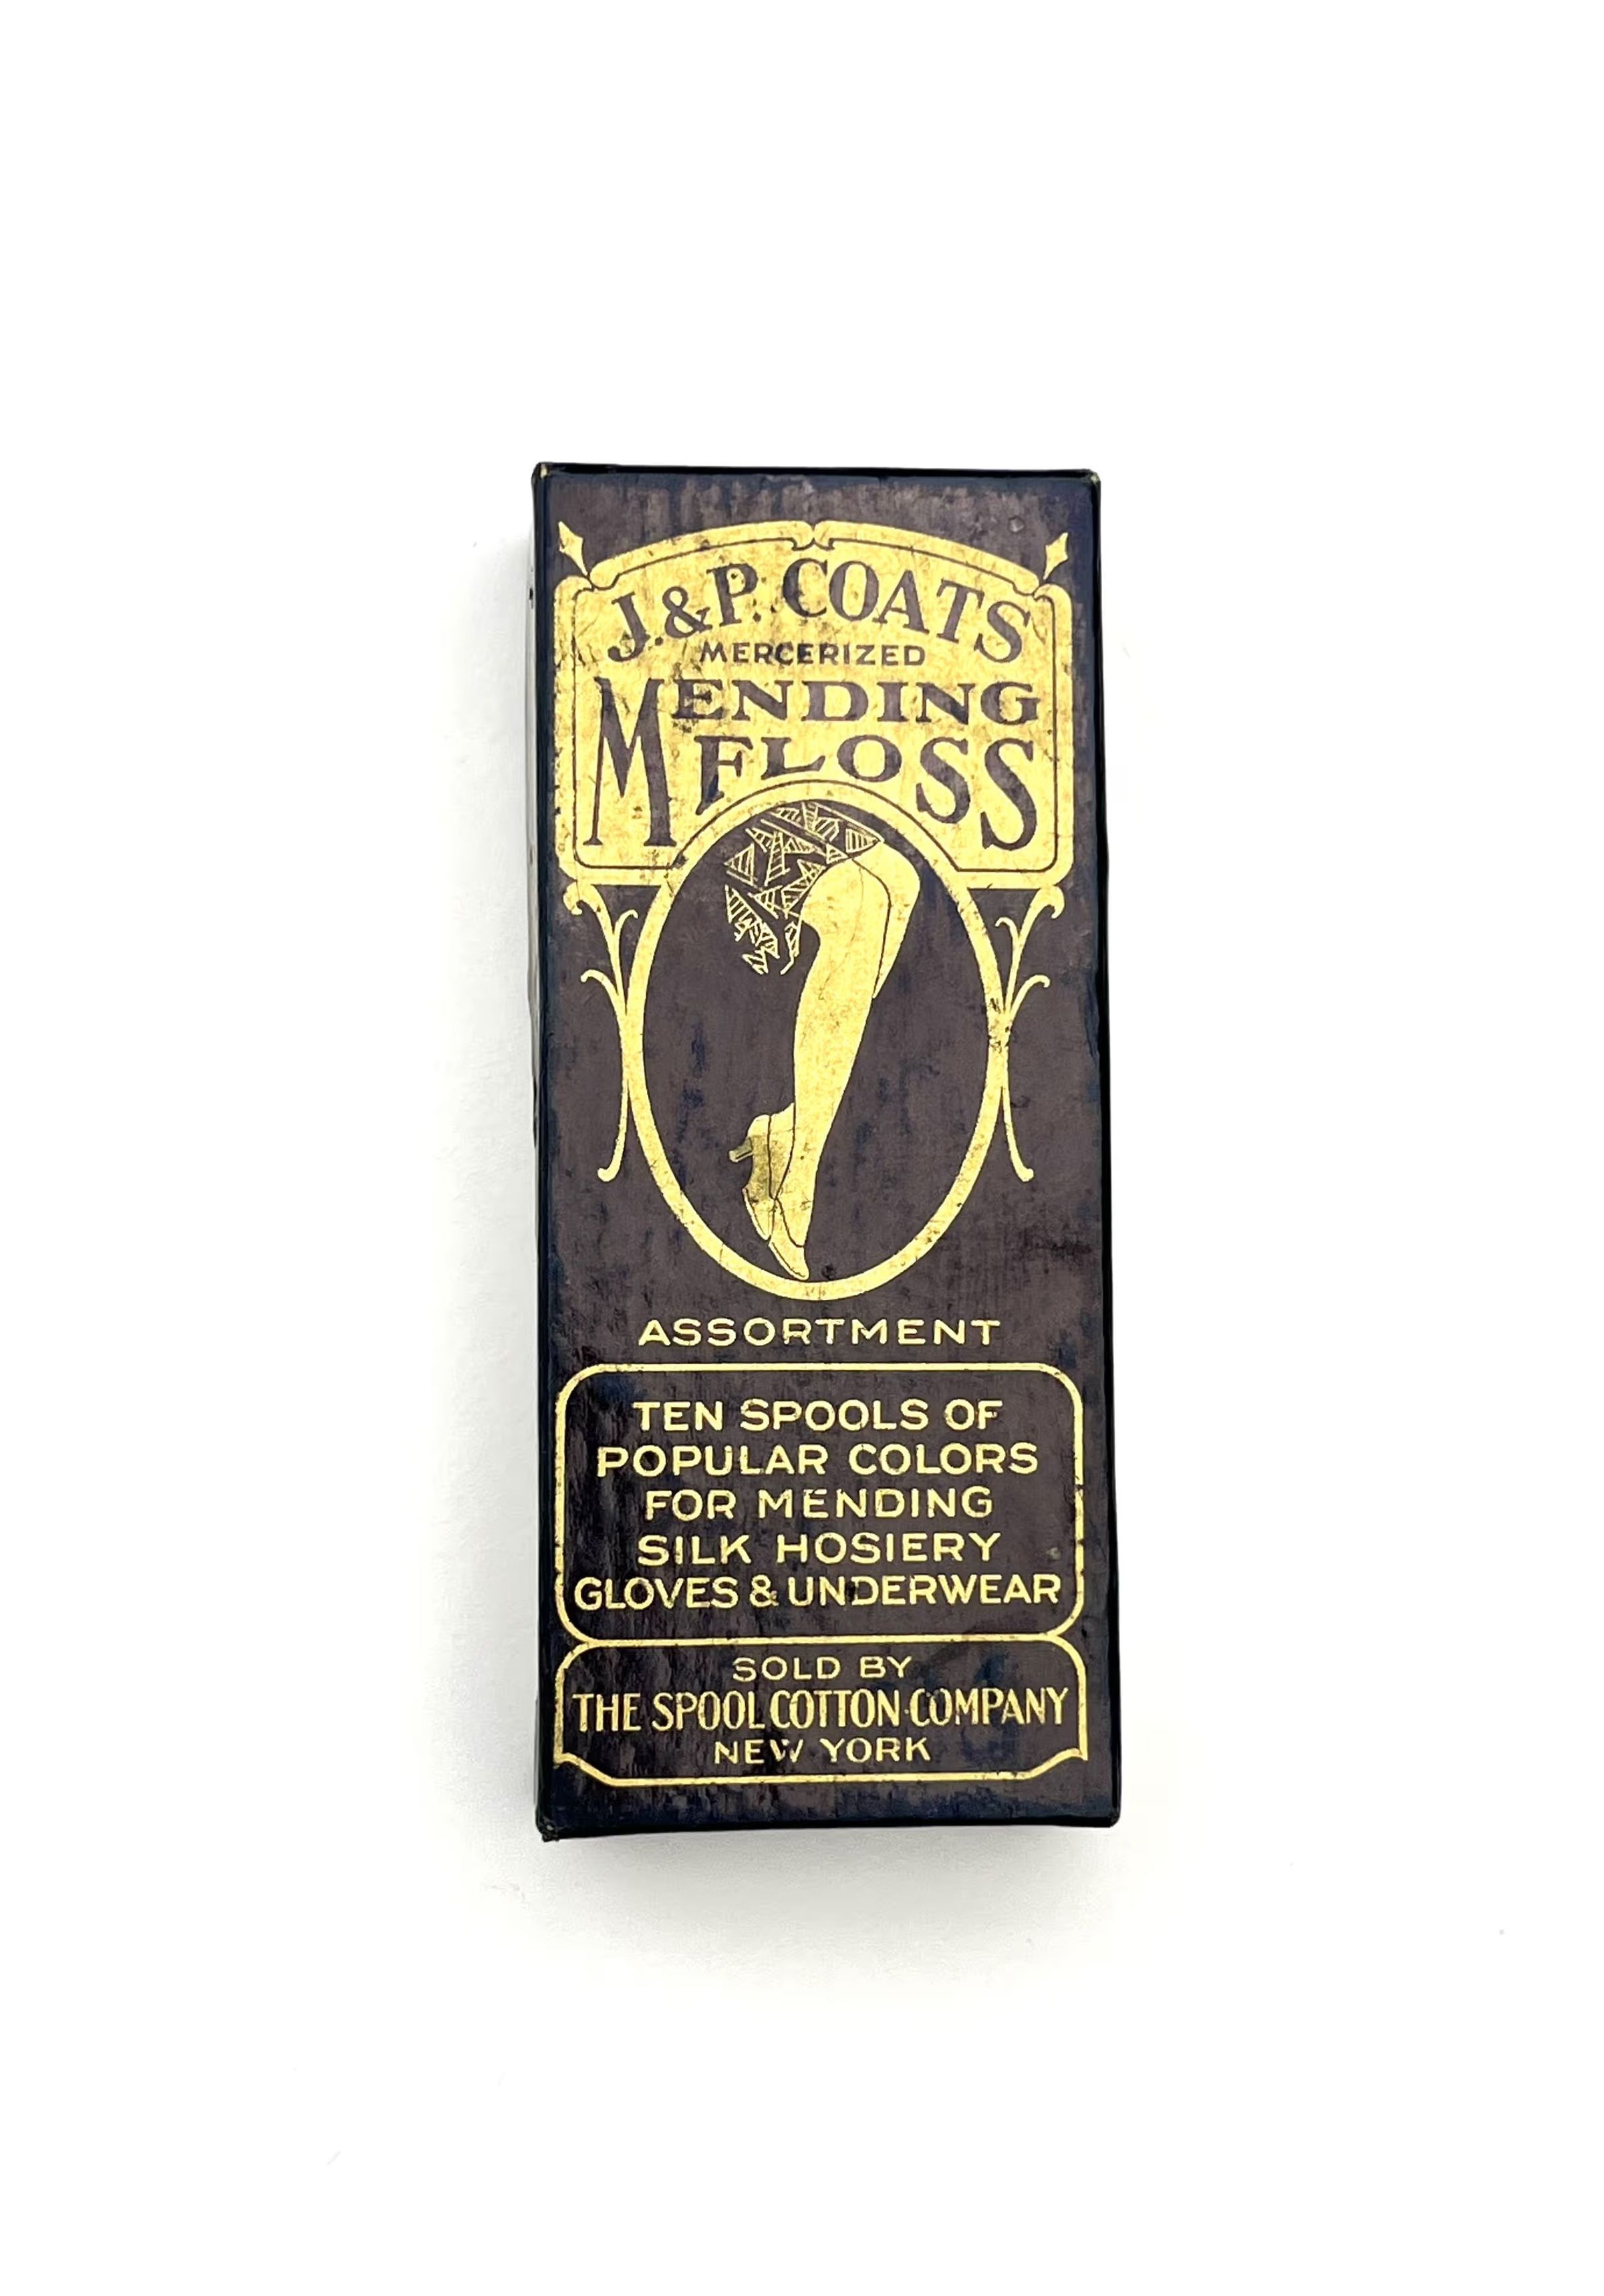 J. & P. COATS
MERCERIZED
MENDING
FLOSS
ASSORTMENT
TEN SPOOLS OF
POPULAR COLORS
FOR MENDING
SILK HOSIERY
GLOVES & UNDERWEAR
SOLD BY
THE SPOOL COTTON COMPANY
NEW YORK